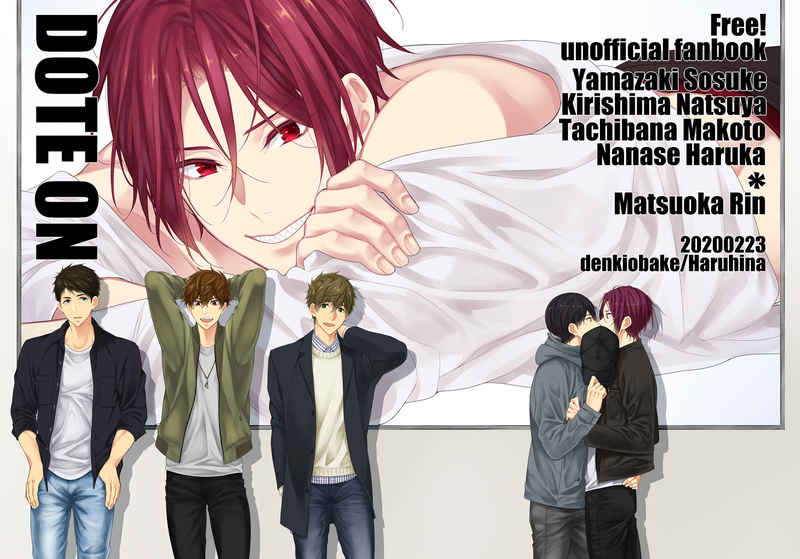 DOTE ON
Free!
unofficial fanbook
Yamazaki Sosuke
Kirishima Natsuya
Tachibana Makoto
Nanase Haruka
*
Matsuoka Rin
20200223
denkiobake/Haruhina